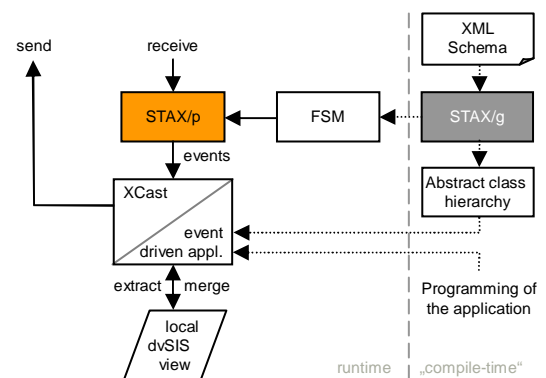 send
receive
XML
Schema
STAX/p
FSM
STAX/g
events
XCast
event
driven appl.
Abstract class
hierarchy
extract
merge
Programming of
the application
local
dvSIS
view
runtime
„compile-time“